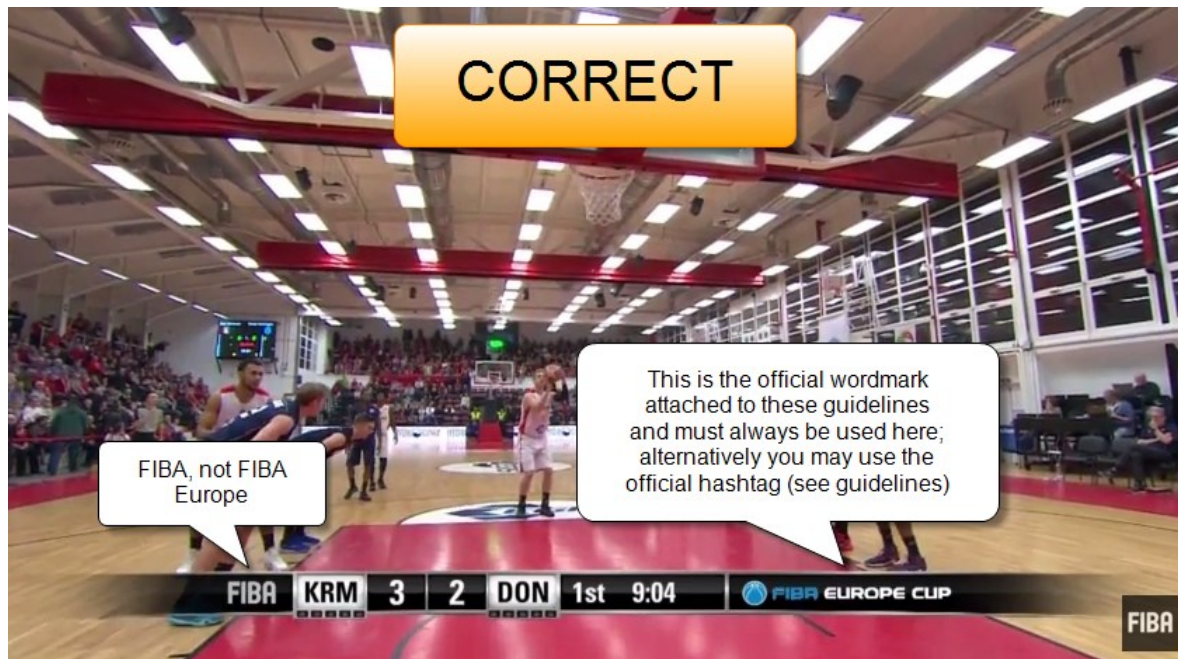 CORRECT
This is the official wordmark
attached to these guidelines
and must always be used here;
alternatively you may use the
official hashtag (see guidelines)
FIBA, not FIBA
Europe
FIBA KRM 3 2 DON 1st 9:04 FIBA EUROPE CUP
FIBA